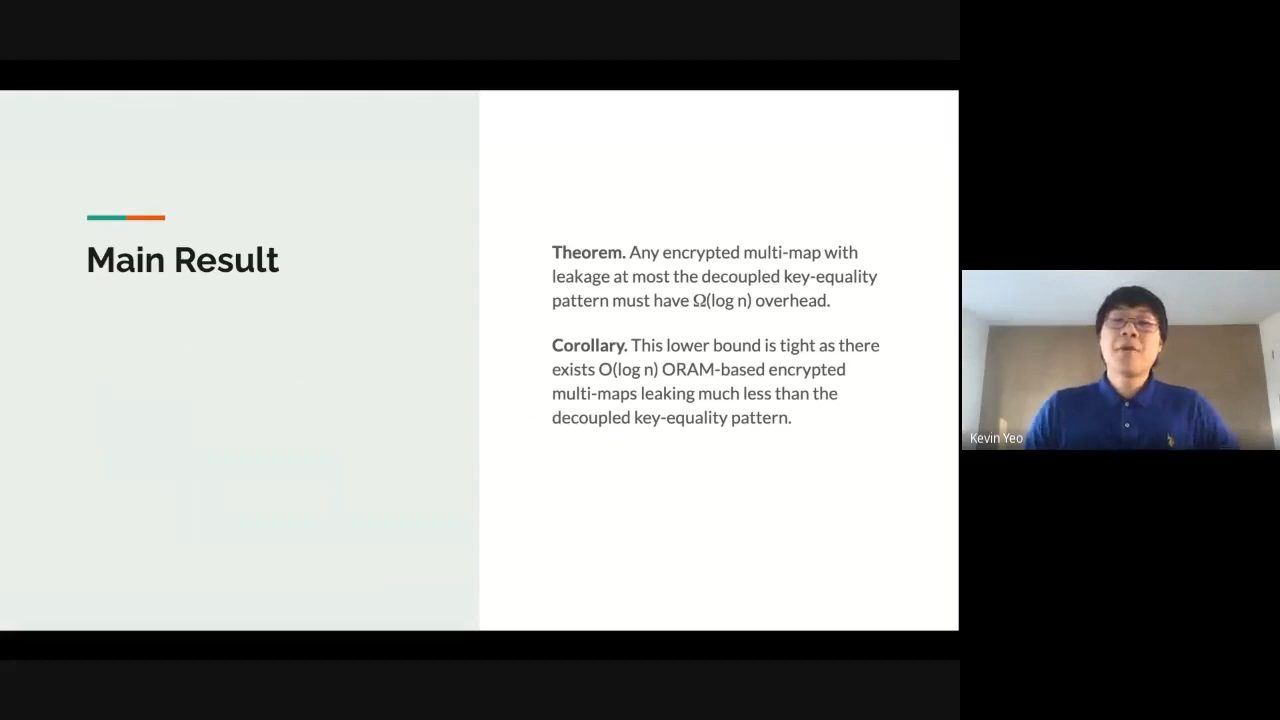 Main Result
Theorem. Any encrypted multi-map with
leakage at most the decoupled key-equality
pattern must have Ω(log n) overhead.
Corollary. This lower bound is tight as there
exists O(log n) ORAM-based encrypted
multi-maps leaking much less than the
decoupled key-equality pattern.
Kevin Yeo